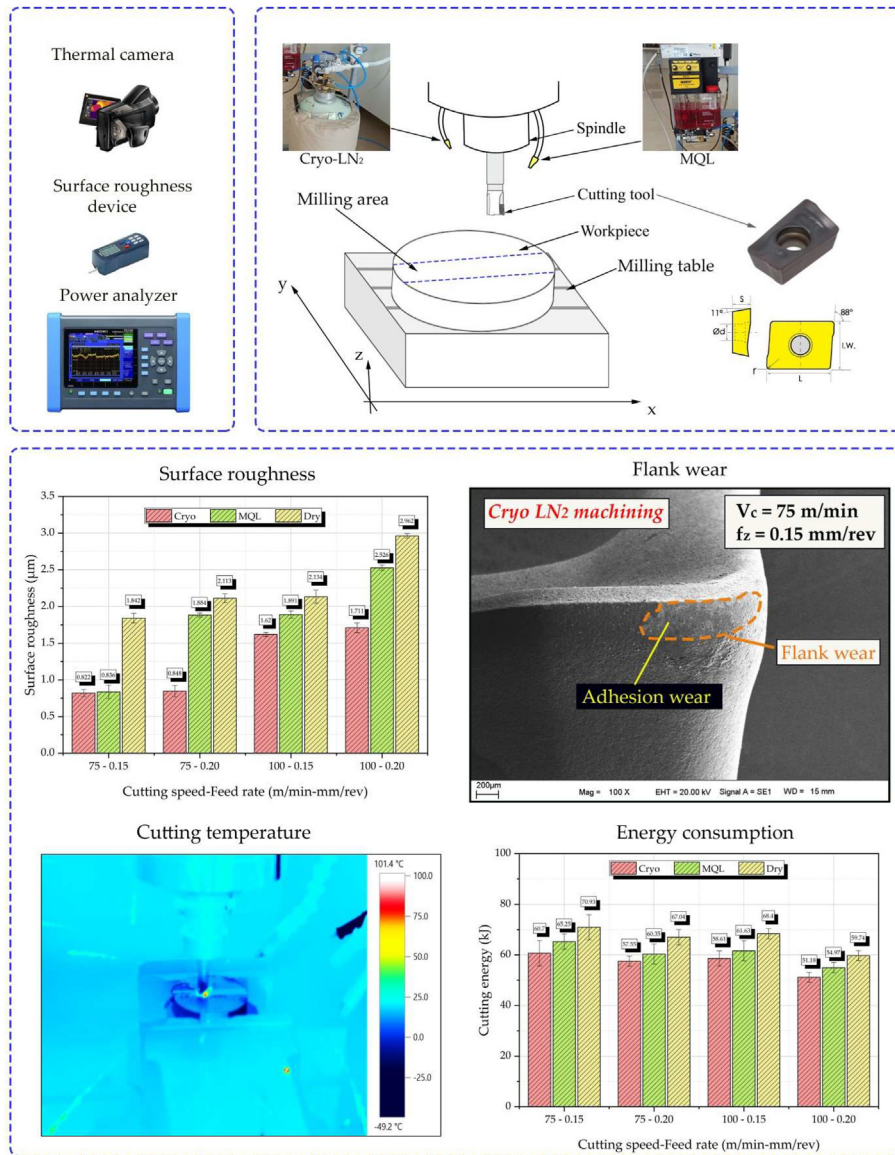 Thermal camera
Surface roughness
device
Power analyzer
Cryo-LN2
Spindle
MQL
Milling area
Cutting tool
Workpiece
Milling table
y
z
x
S
11°
Ød
88°
I.W.
r
L
Surface roughness
Surface roughness (µm)
3.5
3.0
2.5
2.0
1.5
1.0
0.5
0.0
Cryo
MQL
Dry
0.822
0.836
1.842
0.848
1.884
2.113
1.62
1.891
2.134
1.711
2.526
2.962
75 - 0.15
75 - 0.20
100 - 0.15
100 - 0.20
Cutting speed-Feed rate (m/min-mm/rev)
Flank wear
Cryo LN2 machining
Vc = 75 m/min
fz = 0.15 mm/rev
Flank wear
Adhesion wear
200µm
Mag = 100 X EHT = 20.00 kV Signal A = SE1 WD = 15 mm
Cutting temperature
101.4 °C
100.0
75.0
50.0
25.0
0.0
-25.0
-49.2 °C
Energy consumption
Cutting energy (kJ)
100
80
60
40
20
0
Cryo
MQL
Dry
60.7
65.25
70.93
57.55
60.35
67.04
58.61
61.63
68.4
51.18
54.97
59.74
75 - 0.15
75 - 0.20
100 - 0.15
100 - 0.20
Cutting speed-Feed rate (m/min-mm/rev)